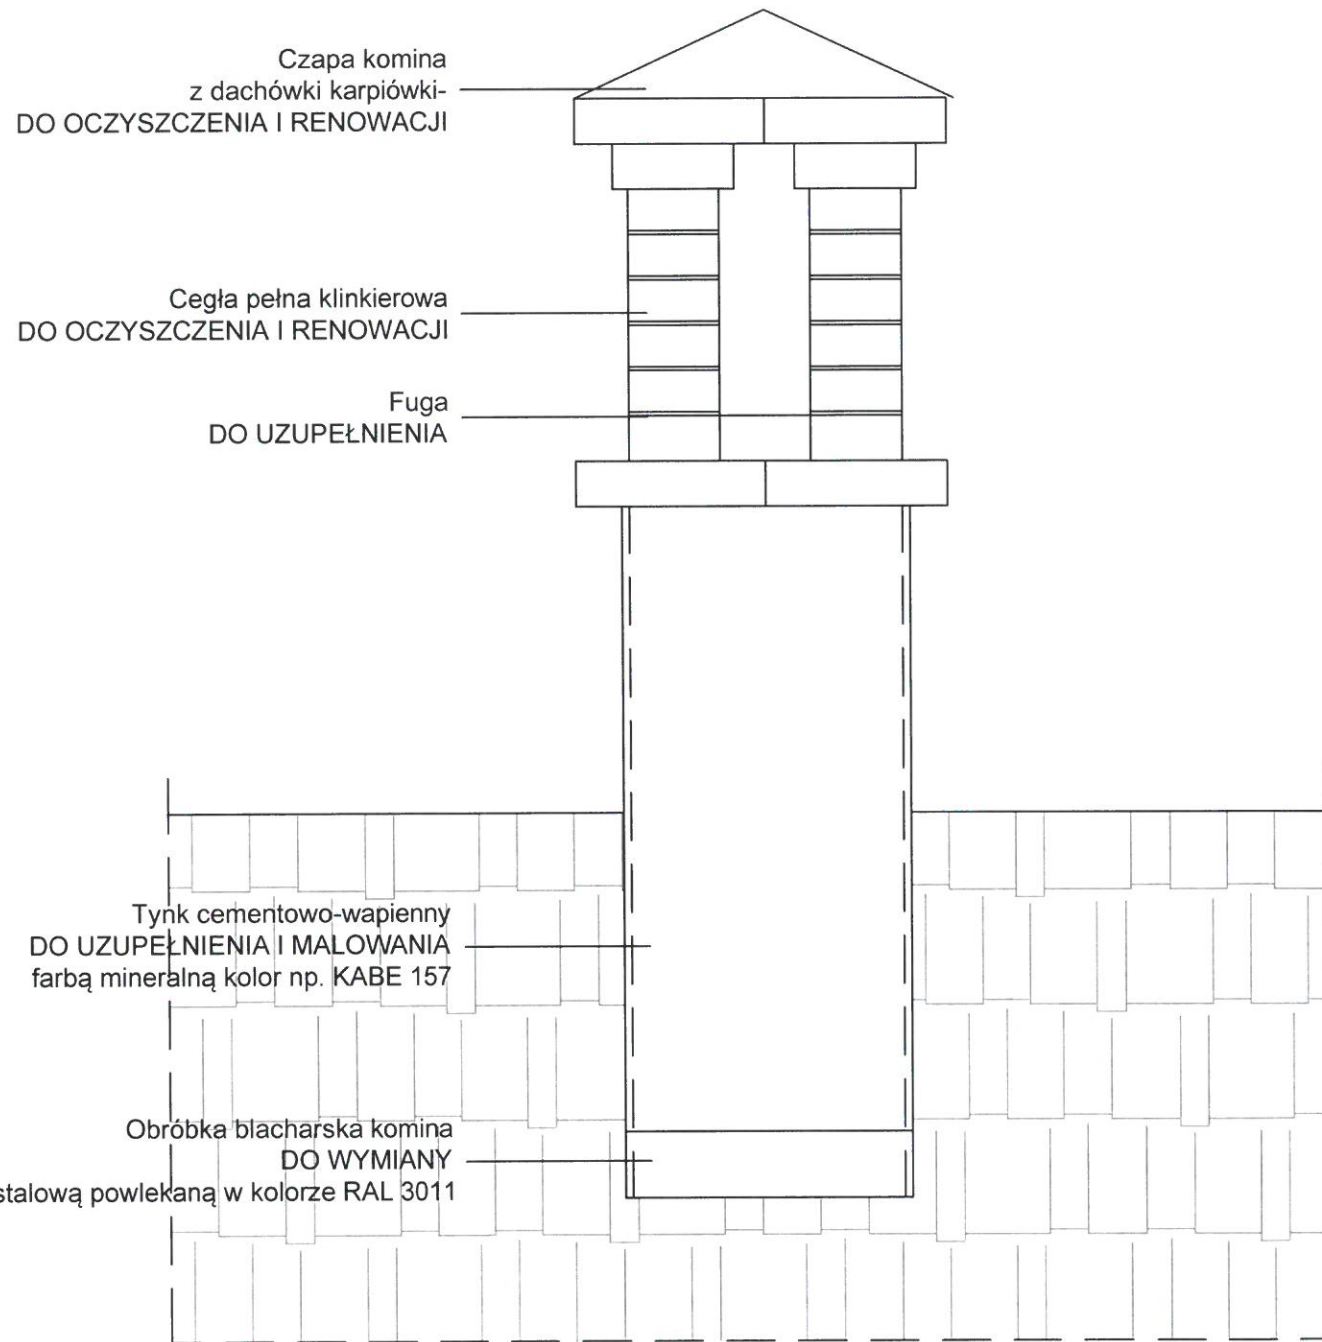 Czapa komina
z dachówki karpiówki-
DO OCZYSZCZENIA I RENOWACJI
Cegła pełna klinkierowa
DO OCZYSZCZENIA I RENOWACJI
Fuga
DO UZUPEŁNIENIA
Tynk cementowo-wapienny
DO UZUPEŁNIENIA I MALOWANIA
farbą mineralną kolor np. KABE 157
Obróbka blacharska komina
DO WYMIANY
stalową powlekaną w kolorze RAL 3011